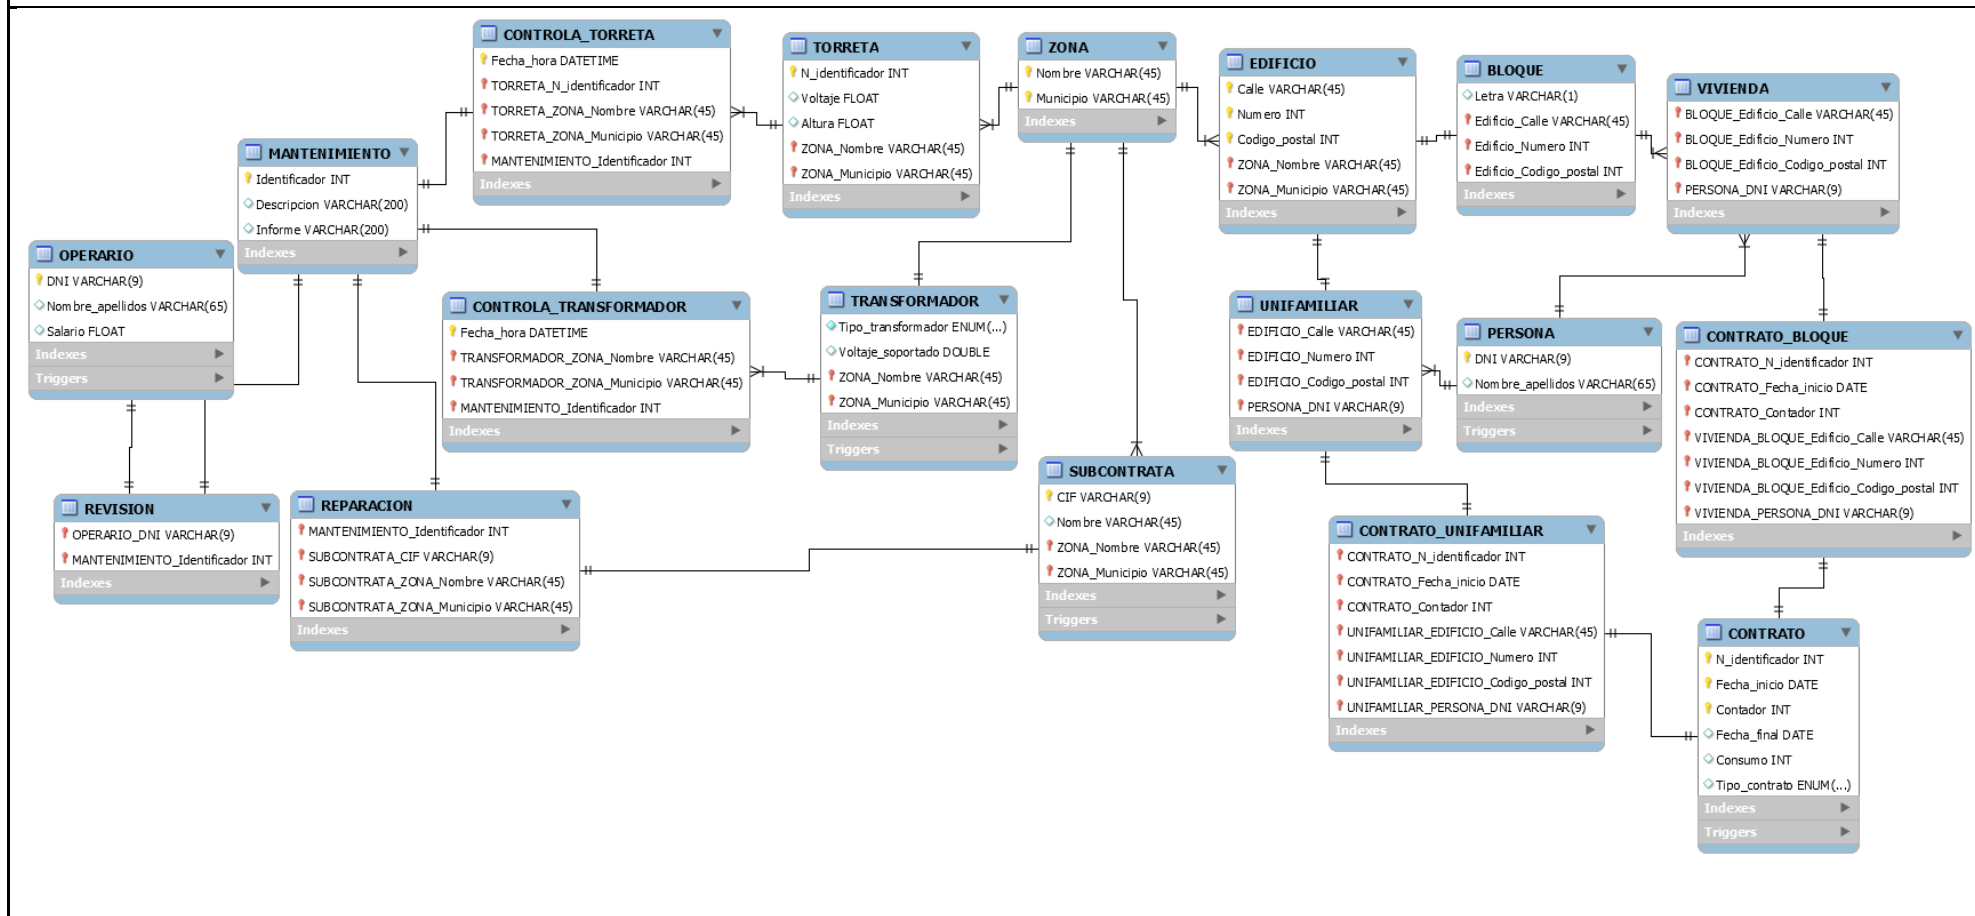 CONTROLA_TORRETA
Fecha_hora DATETIME
TORRETA_N_identificador INT
TORRETA_ZONA_Nombre VARCHAR(45)
TORRETA_ZONA_Municipio VARCHAR(45)
MANTENIMIENTO_Identificador INT
Indexes
TORRETA
N_identificador INT
Voltaje FLOAT
Altura FLOAT
ZONA_Nombre VARCHAR(45)
ZONA_Municipio VARCHAR(45)
Indexes
ZONA
Nombre VARCHAR(45)
Municipio VARCHAR(45)
Indexes
EDIFICIO
Calle VARCHAR(45)
Numero INT
Codigo_postal INT
ZONA_Nombre VARCHAR(45)
ZONA_Municipio VARCHAR(45)
Indexes
BLOQUE
Letra VARCHAR(1)
Edificio_Calle VARCHAR(45)
Edificio_Numero INT
Edificio_Codigo_postal INT
Indexes
VIVIENDA
BLOQUE_Edificio_Calle VARCHAR(45)
BLOQUE_Edificio_Numero INT
BLOQUE_Edificio_Codigo_postal INT
PERSONA_DNI VARCHAR(9)
Indexes
MANTENIMIENTO
Identificador INT
Descripcion VARCHAR(200)
Informe VARCHAR(200)
Indexes
OPERARIO
DNI VARCHAR(9)
Nombre_apellidos VARCHAR(65)
Salario FLOAT
Indexes
Triggers
CONTROLA_TRANSFORMADOR
Fecha_hora DATETIME
TRANSFORMADOR_ZONA_Nombre VARCHAR(45)
TRANSFORMADOR_ZONA_Municipio VARCHAR(45)
MANTENIMIENTO_Identificador INT
Indexes
TRANSFORMADOR
Tipo_transformador ENUM(...)
Voltaje_soportado DOUBLE
ZONA_Nombre VARCHAR(45)
ZONA_Municipio VARCHAR(45)
Indexes
Triggers
UNIFAMILIAR
EDIFICIO_Calle VARCHAR(45)
EDIFICIO_Numero INT
EDIFICIO_Codigo_postal INT
PERSONA_DNI VARCHAR(9)
Indexes
PERSONA
DNI VARCHAR(9)
Nombre_apellidos VARCHAR(65)
Indexes
Triggers
CONTRATO_BLOQUE
CONTRATO_N_identificador INT
CONTRATO_Fecha_inicio DATE
CONTRATO_Contador INT
VIVIENDA_BLOQUE_Edificio_Calle VARCHAR(45)
VIVIENDA_BLOQUE_Edificio_Numero INT
VIVIENDA_BLOQUE_Edificio_Codigo_postal INT
VIVIENDA_PERSONA_DNI VARCHAR(9)
Indexes
REVISION
OPERARIO_DNI VARCHAR(9)
MANTENIMIENTO_Identificador INT
Indexes
REPARACION
MANTENIMIENTO_Identificador INT
SUBCONTRATA_CIF VARCHAR(9)
SUBCONTRATA_ZONA_Nombre VARCHAR(45)
SUBCONTRATA_ZONA_Municipio VARCHAR(45)
Indexes
SUBCONTRATA
CIF VARCHAR(9)
Nombre VARCHAR(45)
ZONA_Nombre VARCHAR(45)
ZONA_Municipio VARCHAR(45)
Indexes
Triggers
CONTRATO_UNIFAMILIAR
CONTRATO_N_identificador INT
CONTRATO_Fecha_inicio DATE
CONTRATO_Contador INT
UNIFAMILIAR_EDIFICIO_Calle VARCHAR(45)
UNIFAMILIAR_EDIFICIO_Numero INT
UNIFAMILIAR_EDIFICIO_Codigo_postal INT
UNIFAMILIAR_PERSONA_DNI VARCHAR(9)
Indexes
CONTRATO
N_identificador INT
Fecha_inicio DATE
Contador INT
Fecha_final DATE
Consumo INT
Tipo_contrato ENUM(...)
Indexes
Triggers